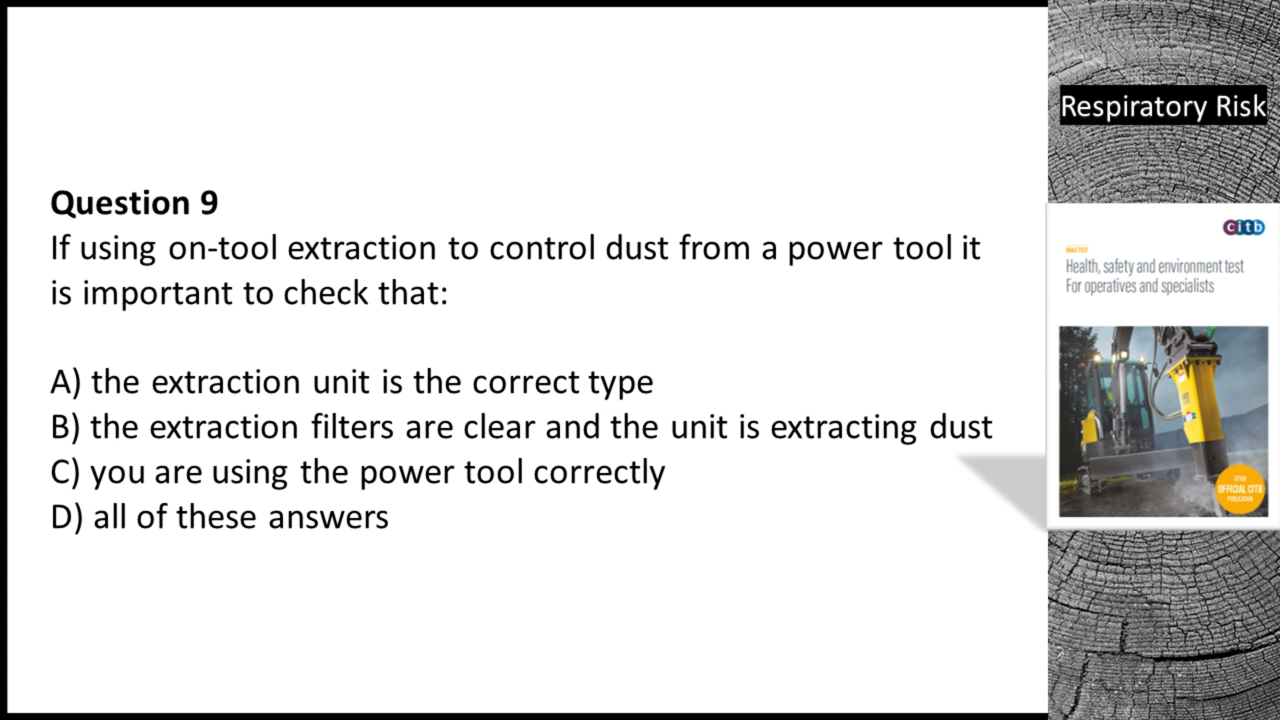 Question 9
If using on-tool extraction to control dust from a power tool it
is important to check that:
A) the extraction unit is the correct type
B) the extraction filters are clear and the unit is extracting dust
C) you are using the power tool correctly
D) all of these answers
Respiratory Risk
citb
Health, safety and environment test
For operatives and specialists
OFFICIAL CITB
PUBLICATION